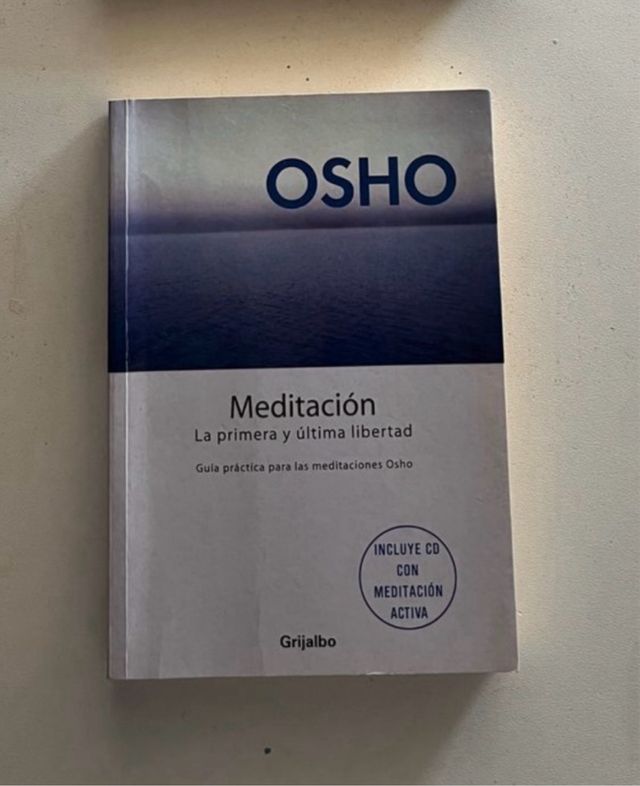 OSHO
Meditación
La primera y última libertad
Guía práctica para las meditaciones Osho
INCLUYE CD
CON
MEDITACIÓN
ACTIVA
Grijalbo